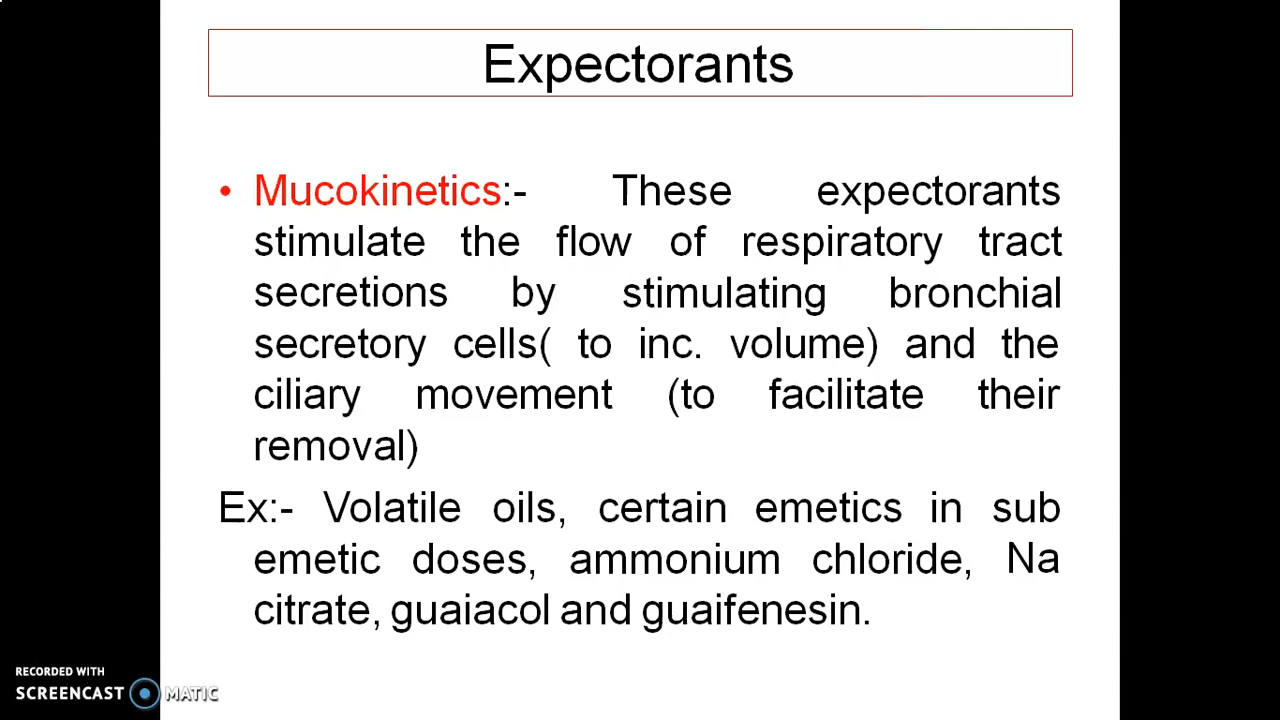 Expectorants
• Mucokinetics:- These expectorants
stimulate the flow of respiratory tract
secretions by stimulating bronchial
secretory cells( to inc. volume) and the
ciliary movement (to facilitate their
removal)
Ex:- Volatile oils, certain emetics in sub
emetic doses, ammonium chloride, Na
citrate, guaiacol and guaifenesin.
RECORDED WITH
SCREENCAST MATIC